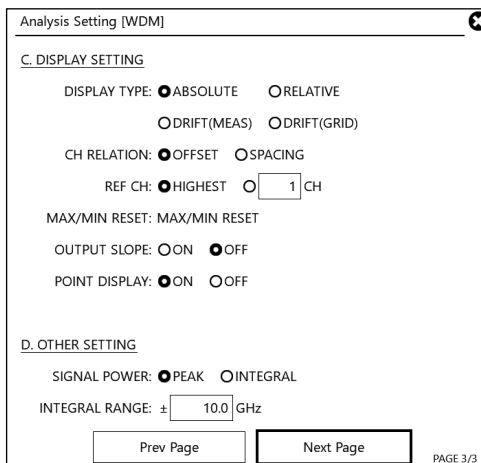 Analysis Setting [WDM]
C. DISPLAY SETTING
DISPLAY TYPE: ABSOLUTE RELATIVE
DRIFT(MEAS) DRIFT(GRID)
CH RELATION: OFFSET SPACING
REF CH: HIGHEST 1 CH
MAX/MIN RESET: MAX/MIN RESET
OUTPUT SLOPE: ON OFF
POINT DISPLAY: ON OFF
D. OTHER SETTING
SIGNAL POWER: PEAK INTEGRAL
INTEGRAL RANGE: ± 10.0 GHz
Prev Page Next Page
PAGE 3/3